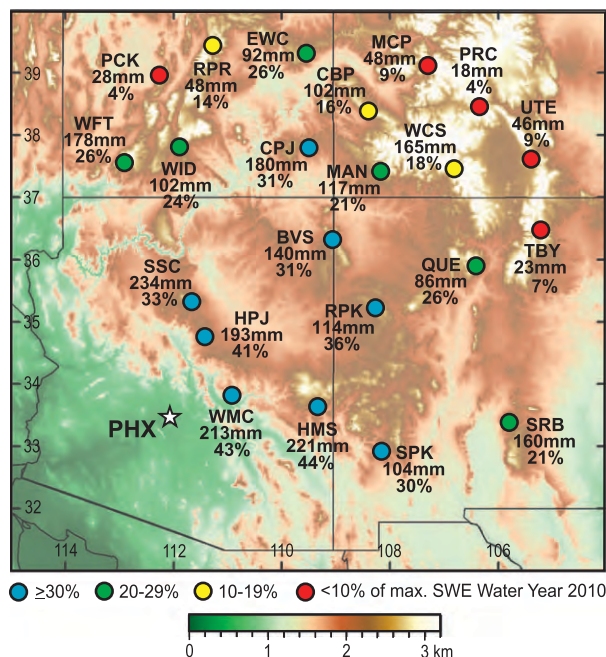 EWC
92mm
26%
MCP
48mm
9%
PRC
18mm
4%
PCK
28mm
4%
RPR
48mm
14%
CBP
102mm
16%
UTE
46mm
9%
WFT
178mm
26%
WID
102mm
24%
CPJ
180mm
31%
MAN
117mm
21%
WCS
165mm
18%
BVS
140mm
31%
QUE
86mm
26%
TBY
23mm
7%
SSC
234mm
33%
HPJ
193mm
41%
RPK
114mm
36%
PHX
WMC
213mm
43%
HMS
221mm
44%
SPK
104mm
30%
SRB
160mm
21%
39
38
37
36
35
34
33
32
114 112 110 108 106
≥30% 20-29% 10-19% <10% of max. SWE Water Year 2010
0 1 2 3 km